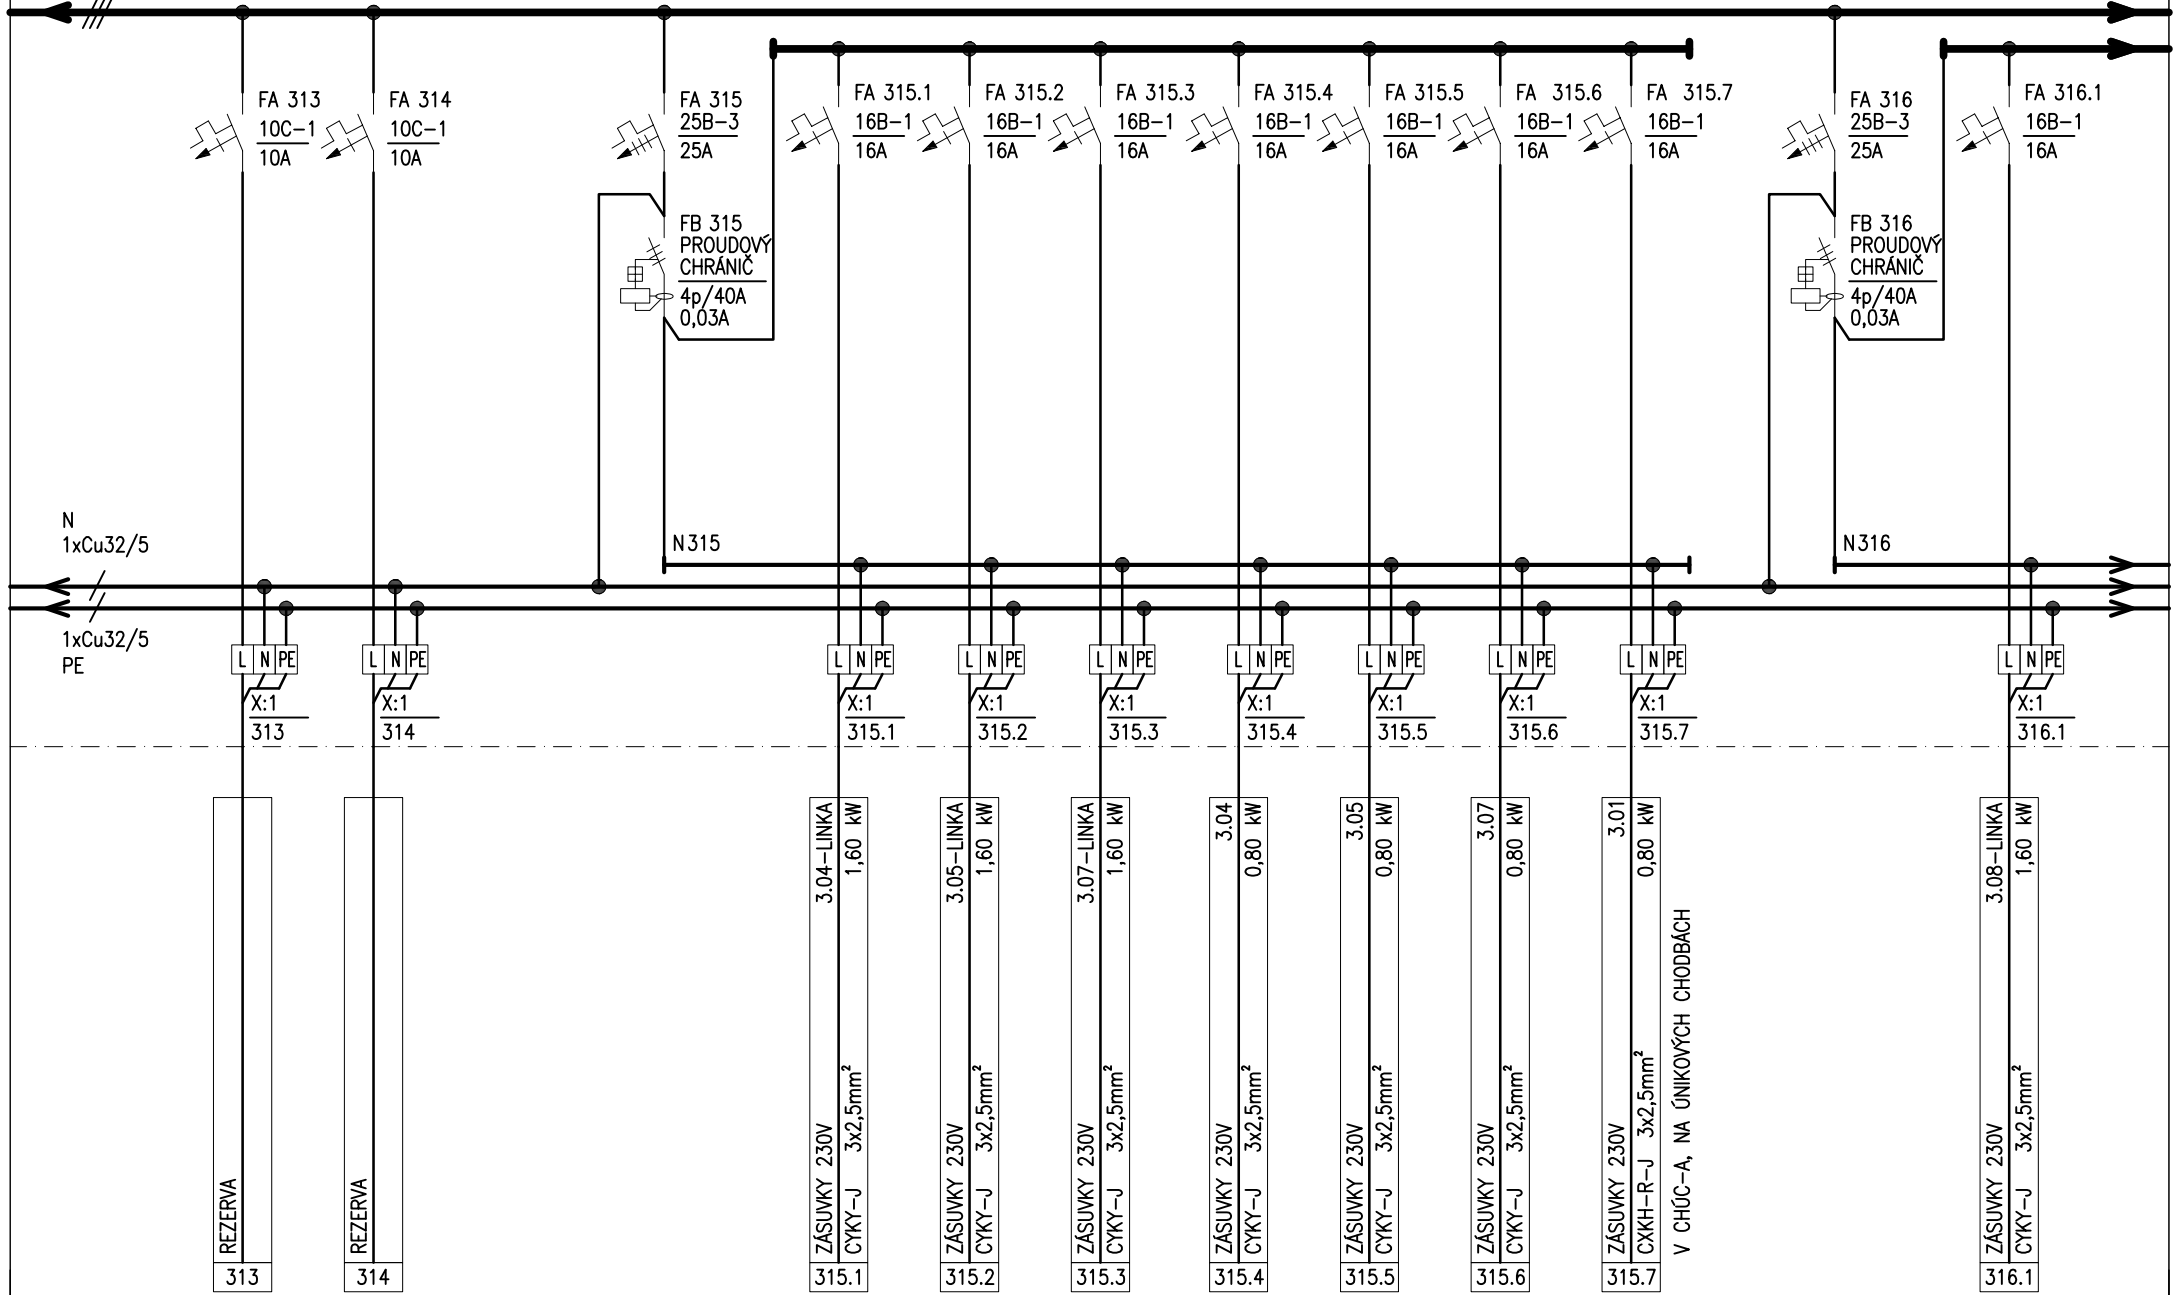 FA 313
10C-1
10A
FA 314
10C-1
10A
FA 315
25B-3
25A
FA 315.1
16B-1
16A
FA 315.2
16B-1
16A
FA 315.3
16B-1
16A
FA 315.4
16B-1
16A
FA 315.5
16B-1
16A
FA 315.6
16B-1
16A
FA 315.7
16B-1
16A
FA 316
25B-3
25A
FA 316.1
16B-1
16A
FB 315
PROUDOVÝ
CHRÁNIČ
4p/40A
0,03A
FB 316
PROUDOVÝ
CHRÁNIČ
4p/40A
0,03A
N
1xCu32/5
N315
N316
1xCu32/5
PE
L N PE
X:1
313
L N PE
X:1
314
L N PE
X:1
315.1
L N PE
X:1
315.2
L N PE
X:1
315.3
L N PE
X:1
315.4
L N PE
X:1
315.5
L N PE
X:1
315.6
L N PE
X:1
315.7
L N PE
X:1
316.1
REZERVA
313
REZERVA
314
ZÁSUVKY 230V 3.04-LINKA
CYKY-J 3x2,5mm² 1,60 kW
315.1
ZÁSUVKY 230V 3.05-LINKA
CYKY-J 3x2,5mm² 1,60 kW
315.2
ZÁSUVKY 230V 3.07-LINKA
CYKY-J 3x2,5mm² 1,60 kW
315.3
ZÁSUVKY 230V 3.04
CYKY-J 3x2,5mm² 0,80 kW
315.4
ZÁSUVKY 230V 3.05
CYKY-J 3x2,5mm² 0,80 kW
315.5
ZÁSUVKY 230V 3.07
CYKY-J 3x2,5mm² 0,80 kW
315.6
ZÁSUVKY 230V 3.01
CXKH-R-J 3x2,5mm² 0,80 kW
V CHÚC-A, NA ÚNIKOVÝCH CHODBÁCH
315.7
ZÁSUVKY 230V 3.08-LINKA
CYKY-J 3x2,5mm² 1,60 kW
316.1